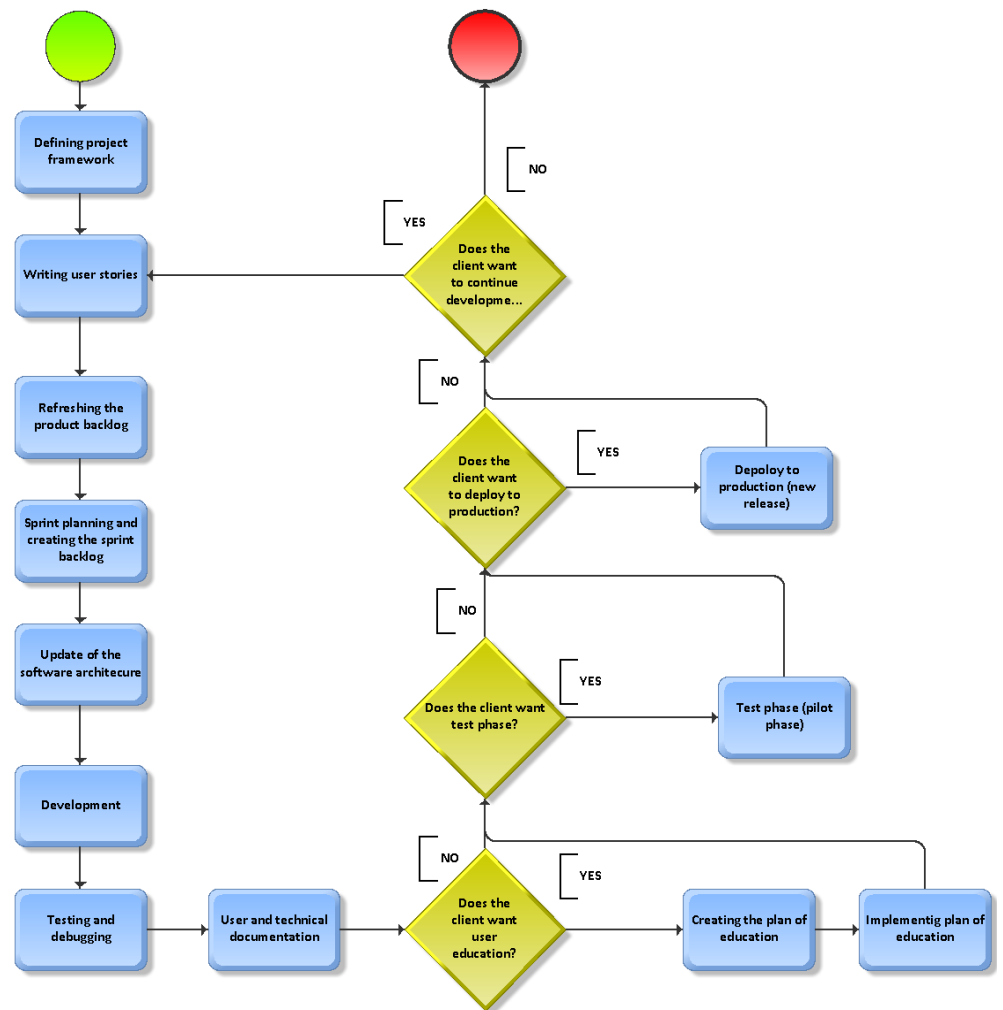 Defining project
framework
NO
YES
Does the
client want
to continue
developme...
Writing user stories
NO
Refreshing the
product backlog
YES
Does the
client want
to deploy to
production?
Depoloy to
production (new
release)
Sprint planning and
creating the sprint
backlog
NO
Update of the
software architecure
YES
Does the client want
test phase?
Test phase (pilot
phase)
Development
NO
YES
Testing and
debugging
User and technical
documentation
Does the
client want
user
education?
Creating the plan of
education
Implementig plan of
education